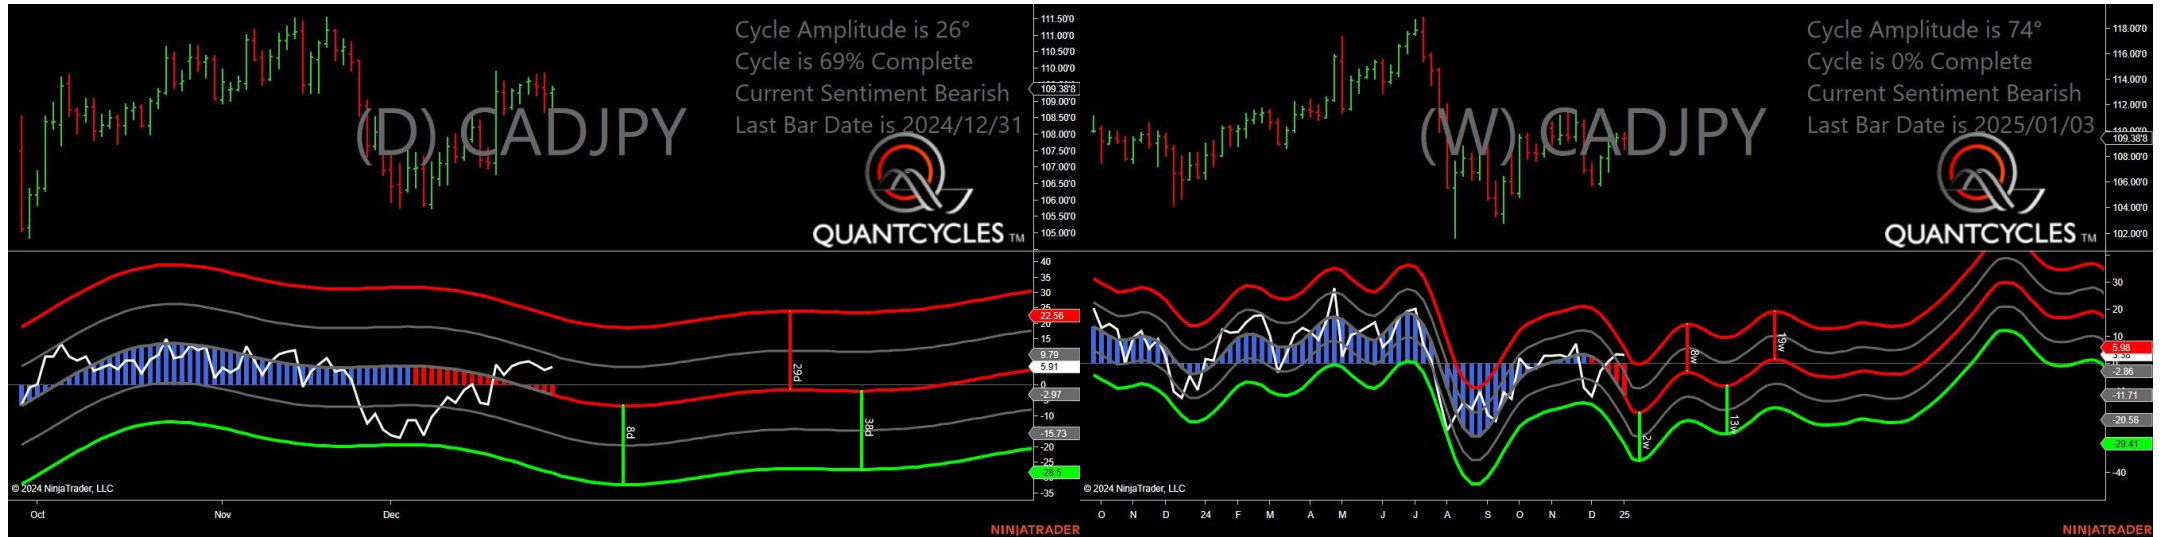 Cycle Amplitude is 26°
Cycle is 69% Complete
Current Sentiment Bearish
Last Bar Date is 2024/12/31
(D) CADJPY
QUANTCYCLES TM
111.50'0
110.50'0
100.00'0
109.38'8
109.00'0
108.50'0
108.00'0
107.50'0
107.00'0
106.50'0
106.00'0
105.50'0
105.00'0
40
35
30
25
22.56
15
9.79
5.91
0
-2.97
-10
-15.73
-20
-25
-28.5
-35
29d
8d
38d
© 2024 NinjaTrader, LLC
Oct Nov Dec
NINJATRADER
Cycle Amplitude is 74°
Cycle is 0% Complete
Current Sentiment Bearish
Last Bar Date is 2025/01/03
(W) CADJPY
QUANTCYCLES TM
118.00'0
116.00'0
114.00'0
112.00'0
110.00'0
109.38'8
108.00'0
106.00'0
104.00'0
102.00'0
30
20
10
5.98
3.38
-2.86
-11.71
-20.56
-29.41
-40
8w
19w
2w
13w
© 2024 NinjaTrader, LLC
O N D 24 F M A M J J A S O N D 25
NINJATRADER